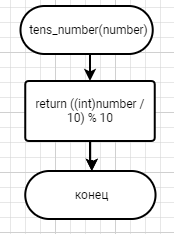 tens_number(number)
return ((int)number /
10) % 10
конец